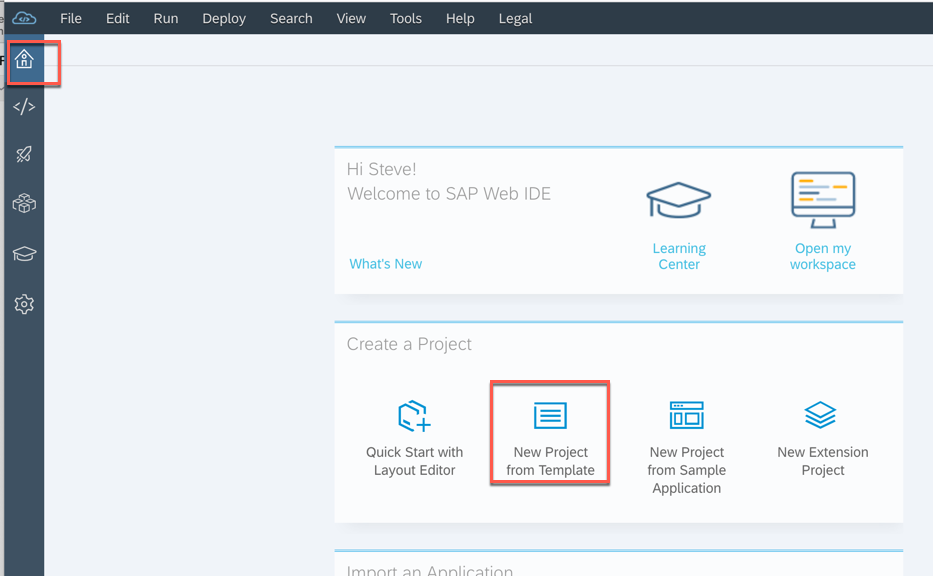 File Edit Run Deploy Search View Tools Help Legal
Hi Steve!
Welcome to SAP Web IDE
What's New
Learning
Center
Open my
workspace
Create a Project
Quick Start with
Layout Editor
New Project
from Template
New Project
from Sample
Application
New Extension
Project
Import an Application